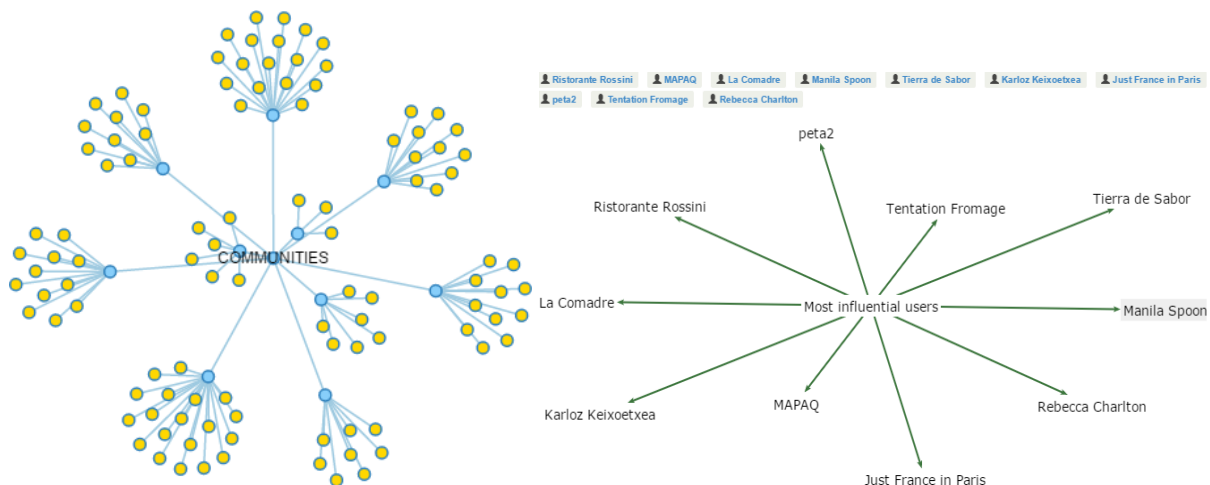 COMMUNITIES
Ristorante Rossini MAPAQ La Comadre Manila Spoon Tierra de Sabor Karloz Keixoetxea Just France in Paris
peta2 Tentation Fromage Rebecca Charlton
peta2
Tierra de Sabor
Ristorante Rossini
Tentation Fromage
La Comadre
Most influential users
Manila Spoon
Karloz Keixoetxea
MAPAQ
Rebecca Charlton
Just France in Paris